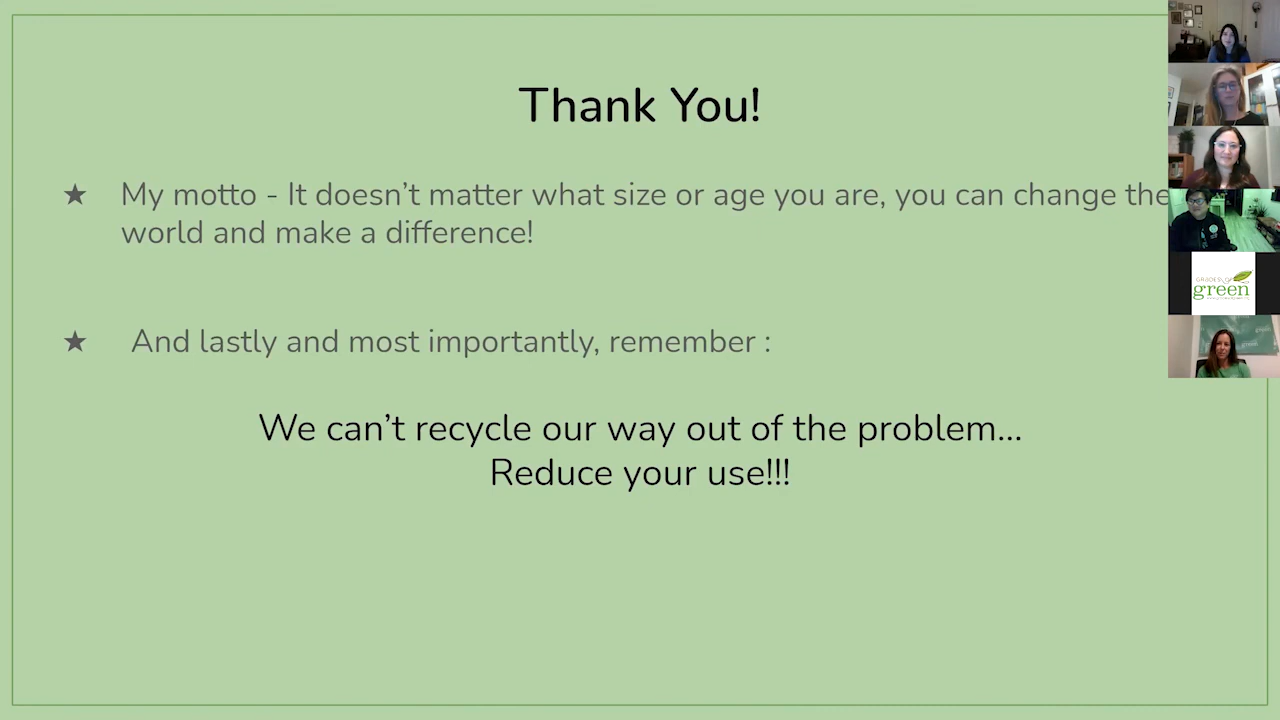 Thank You!
★ My motto - It doesn't matter what size or age you are, you can change the
world and make a difference!
★ And lastly and most importantly, remember :
We can't recycle our way out of the problem...
Reduce your use!!!
GRADES OF
green